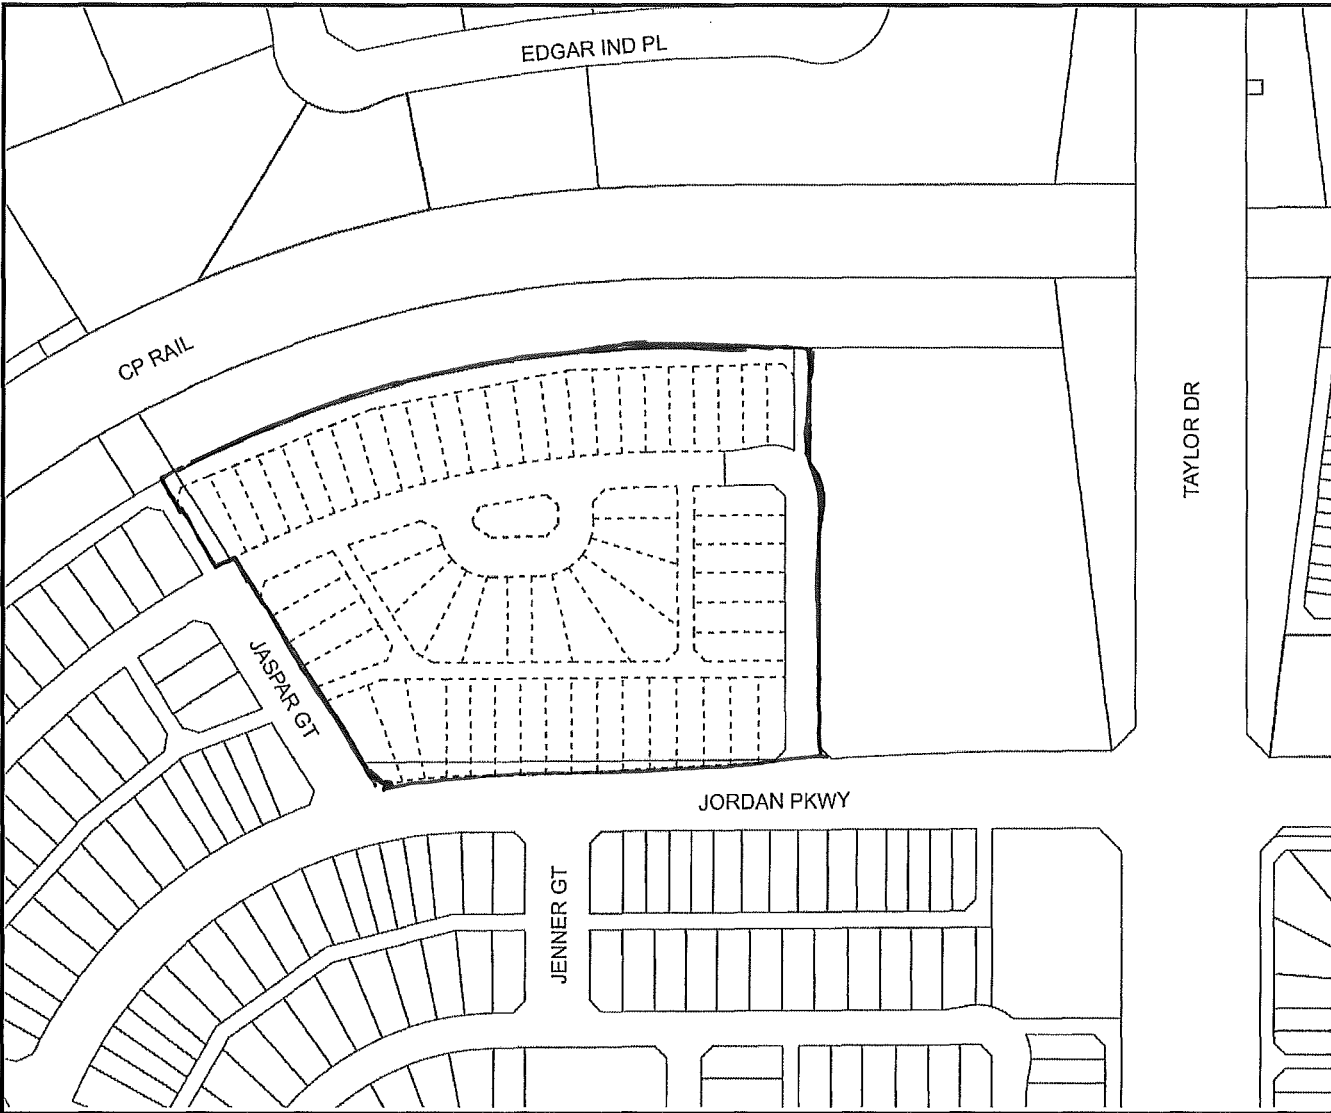 EDGAR IND PL
CP RAIL
TAYLOR DR
JASPAR GT
JORDAN PKWY
JENNER GT